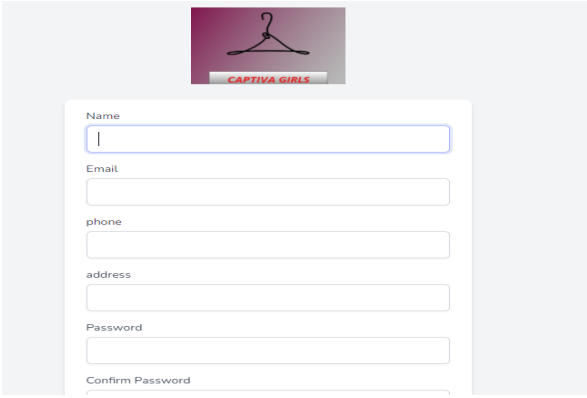 CAPTIVA GIRLS
Name
Email
phone
address
Password
Confirm Password